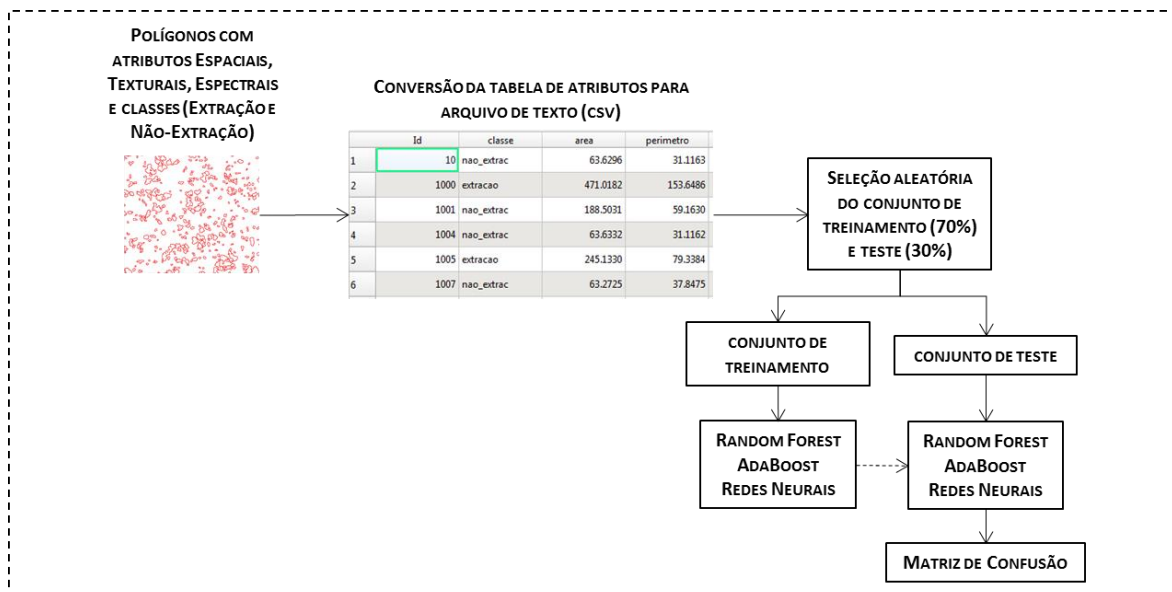 POLÍGONOS COM
ATRIBUTOS ESPACIAIS,
TEXTURAIS, ESPECTRAIS
E CLASSES (EXTRAÇÃO E
NÃO-EXTRAÇÃO)
CONVERSÃO DA TABELA DE ATRIBUTOS PARA
ARQUIVO DE TEXTO (CSV)
Id classe area perimetro
1 10 nao_extrac 63.6296 31.1163
2 1000 extracao 471.0182 153.6486
3 1001 nao_extrac 188.5031 59.1630
4 1004 nao_extrac 63.6332 31.1162
5 1005 extracao 245.1330 79.3384
6 1007 nao_extrac 63.2725 37.8475
SELEÇÃO ALEATÓRIA
DO CONJUNTO DE
TREINAMENTO (70%)
E TESTE (30%)
CONJUNTO DE
TREINAMENTO
CONJUNTO DE TESTE
RANDOM FOREST
ADABOOST
REDES NEURAIS
RANDOM FOREST
ADABOOST
REDES NEURAIS
MATRIZ DE CONFUSÃO